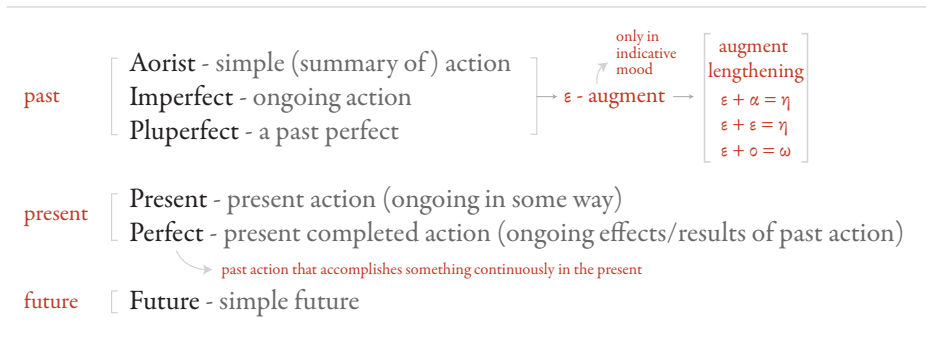 only in
indicative
mood
augment
lengthening
ε + α = η
ε + ε = η
ε + ο = ω
past
Aorist - simple (summary of) action
Imperfect - ongoing action
Pluperfect - a past perfect
ε - augment
present
Present - present action (ongoing in some way)
Perfect - present completed action (ongoing effects/results of past action)
past action that accomplishes something continuously in the present
future
Future - simple future